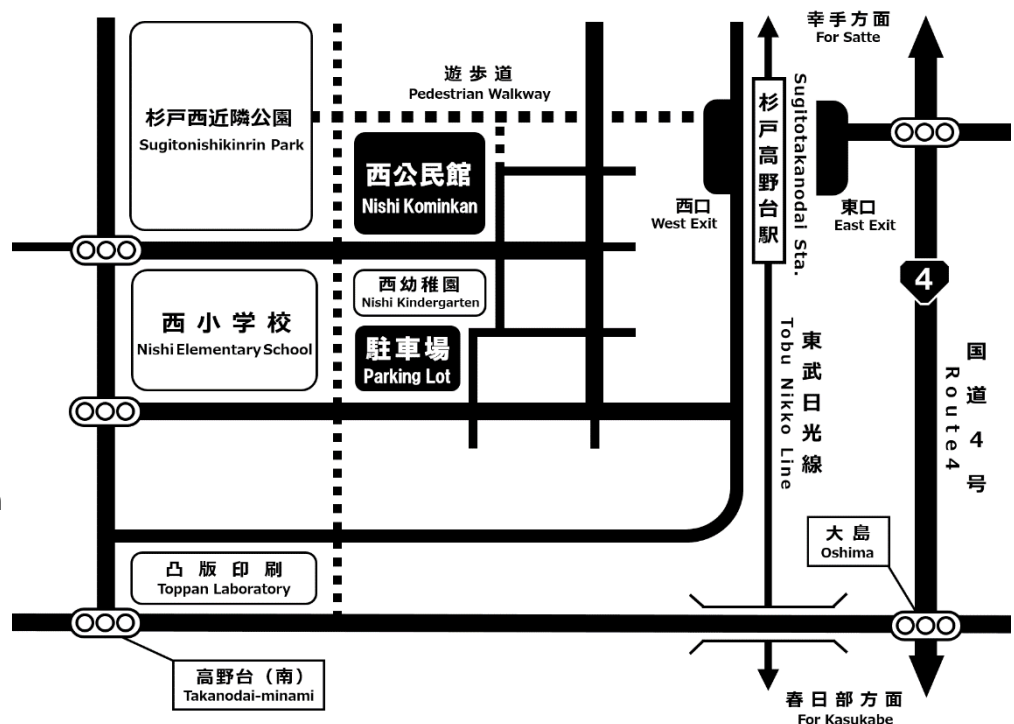 幸手方面
For Satte
遊歩道
Pedestrian Walkway
杉戸西近隣公園
Sugitonishikinrin Park
西公民館
Nishi Kominkan
杉戸高野台駅
Sugitotakanodai Sta.
西口
West Exit
東口
East Exit
4
西幼稚園
Nishi Kindergarten
西小学校
Nishi Elementary School
駐車場
Parking Lot
東武日光線
Tobu Nikko Line
国道4号
Route4
大島
Oshima
凸版印刷
Toppan Laboratory
高野台（南）
Takanodai-minami
春日部方面
For Kasukabe